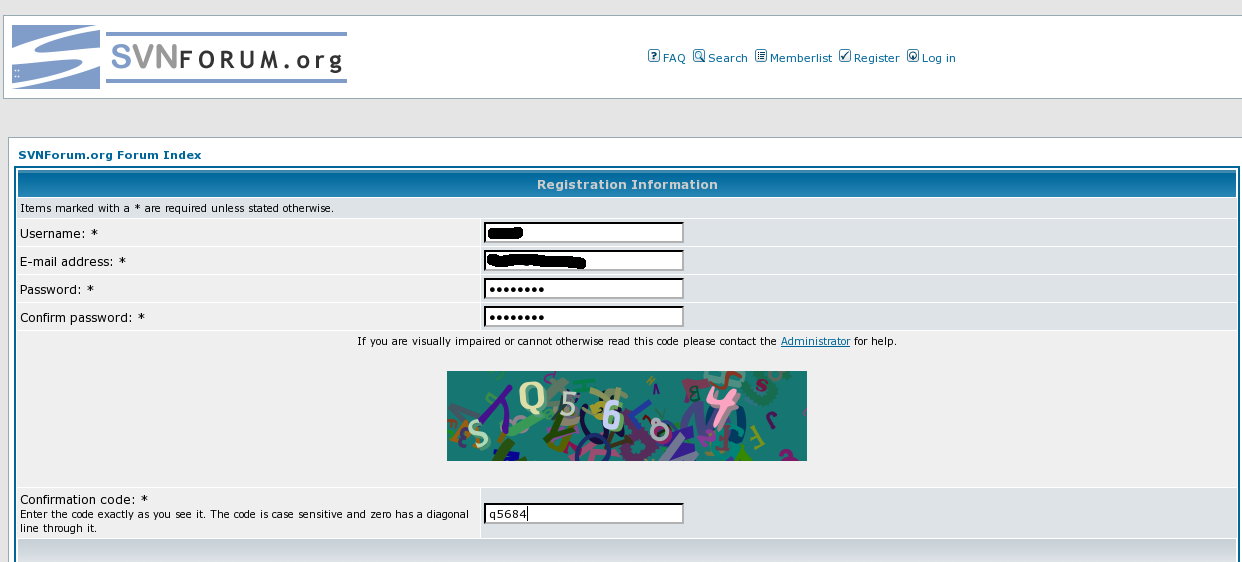 SVNFORUM.org
FAQ Search Memberlist Register Log in
SVNForum.org Forum Index
Registration Information
Items marked with a * are required unless stated otherwise.
Username: *
E-mail address: *
Password: *
Confirm password: *
If you are visually impaired or cannot otherwise read this code please contact the Administrator for help.
S Q 5 6 8 4
Confirmation code: *
Enter the code exactly as you see it. The code is case sensitive and zero has a diagonal
line through it.
q5684